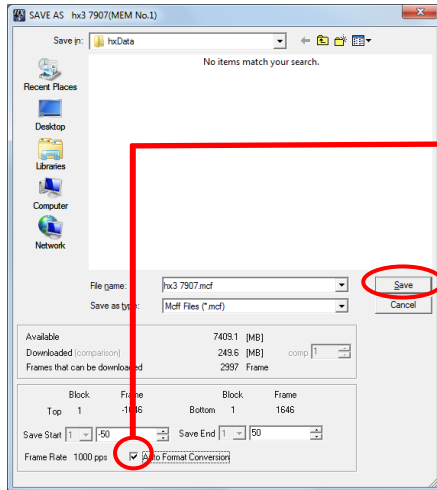 SAVE AS hx3 7907(MEM No.1)
Save in: hxData
No items match your search.
Recent Places
Desktop
Libraries
Computer
Network
File name: hx3 7907.mcf
Save as type: Mcff Files (*.mcf)
Save
Cancel
Available 7409.1 [MB]
Downloaded (comparison) 249.6 [MB] comp 1
Frames that can be downloaded 2997 Frame
Block Frame Block Frame
Top 1 -1646 Bottom 1 1646
Save Start 1 -50 Save End 1 50
Frame Rate 1000 pps Auto Format Conversion